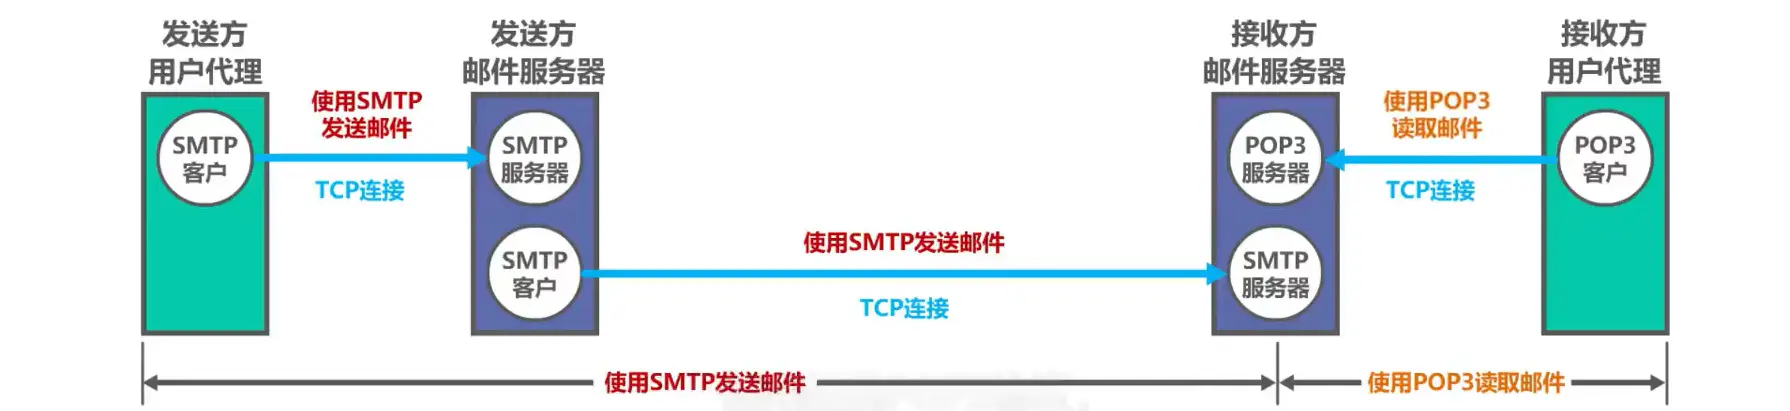 发送方
用户代理
发送方
邮件服务器
接收方
邮件服务器
接收方
用户代理
使用SMTP
发送邮件
使用POP3
读取邮件
SMTP
客户
SMTP
服务器
POP3
服务器
POP3
客户
TCP连接
TCP连接
使用SMTP发送邮件
SMTP
客户
SMTP
服务器
TCP连接
使用SMTP发送邮件
使用POP3读取邮件